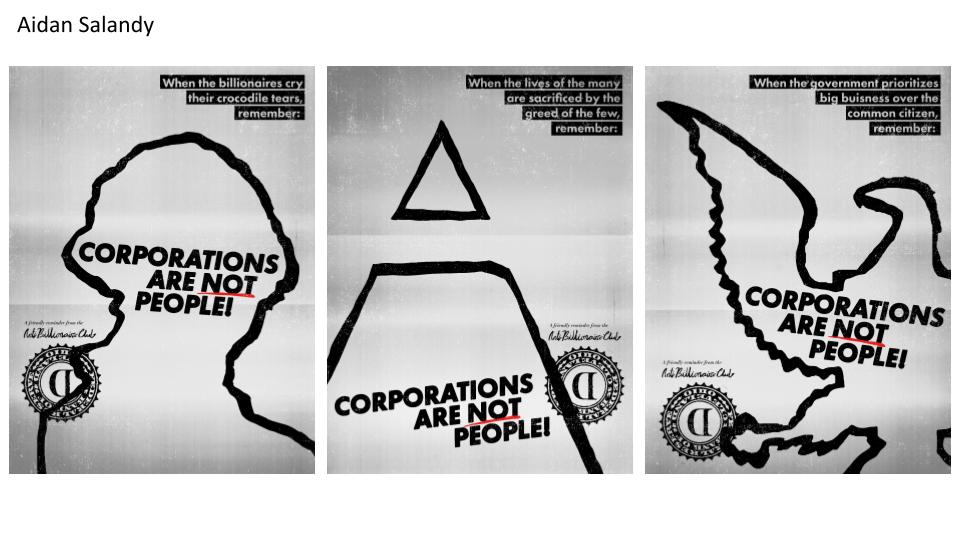 Aidan Salandy
When the billionaires cry
their crocodile tears,
remember:
CORPORATIONS
ARE NOT
PEOPLE!
A friendly reminder from the
When the lives of the many
are sacrificed by the
greed of the few,
remember:
CORPORATIONS
ARE NOT
PEOPLE!
A friendly reminder from the
When the government prioritizes
big buisness over the
common citizen,
remember:
CORPORATIONS
ARE NOT
PEOPLE!
A friendly reminder from the